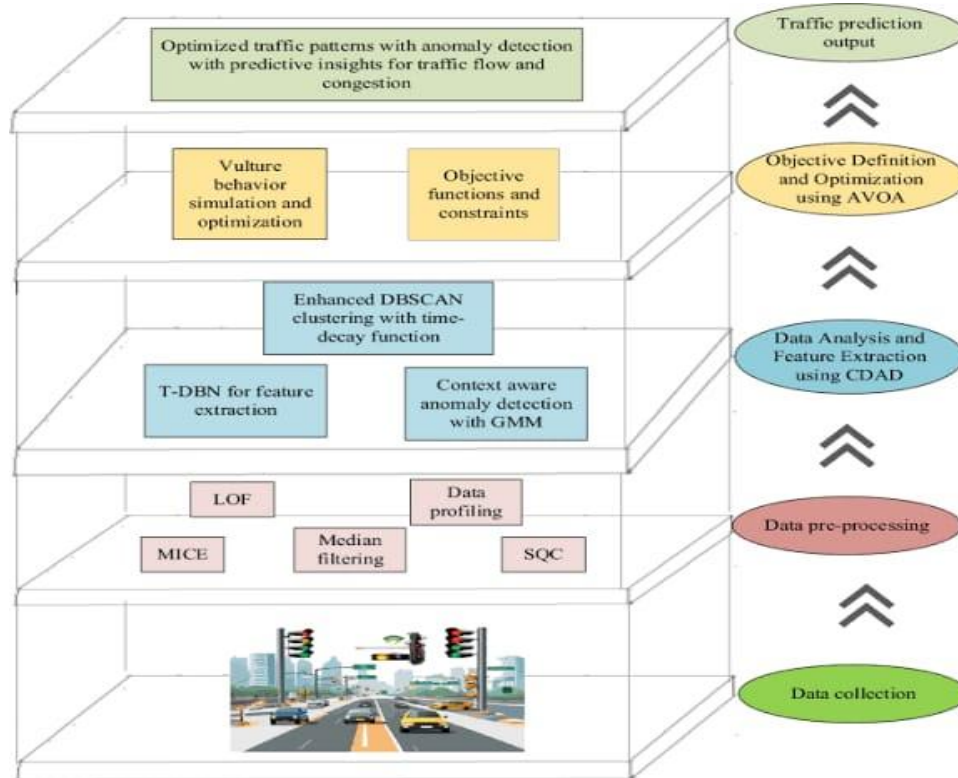 Optimized traffic patterns with anomaly detection
with predictive insights for traffic flow and
congestion
Traffic prediction
output
Vulture
behavior
simulation and
optimization
Objective
functions and
constraints
Objective Definition
and Optimization
using AVOA
Enhanced DBSCAN
clustering with time-
decay function
T-DBN for feature
extraction
Context aware
anomaly detection
with GMM
Data Analysis and
Feature Extraction
using CDAD
LOF
Data
profiling
MICE
Median
filtering
SQC
Data pre-processing
Data collection